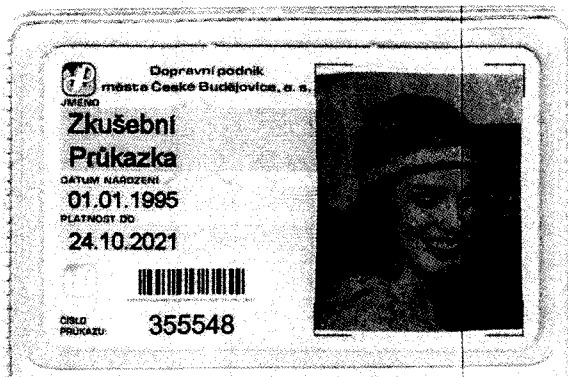 Dopravní podnik
města České Budějovice, a. s.
JMÉNO
Zkušební
Průkazka
DATUM NAROZENÍ
01.01.1995
PLATNOST DO
24.10.2021
ČÍSLO
PRŮKAZU:
355548